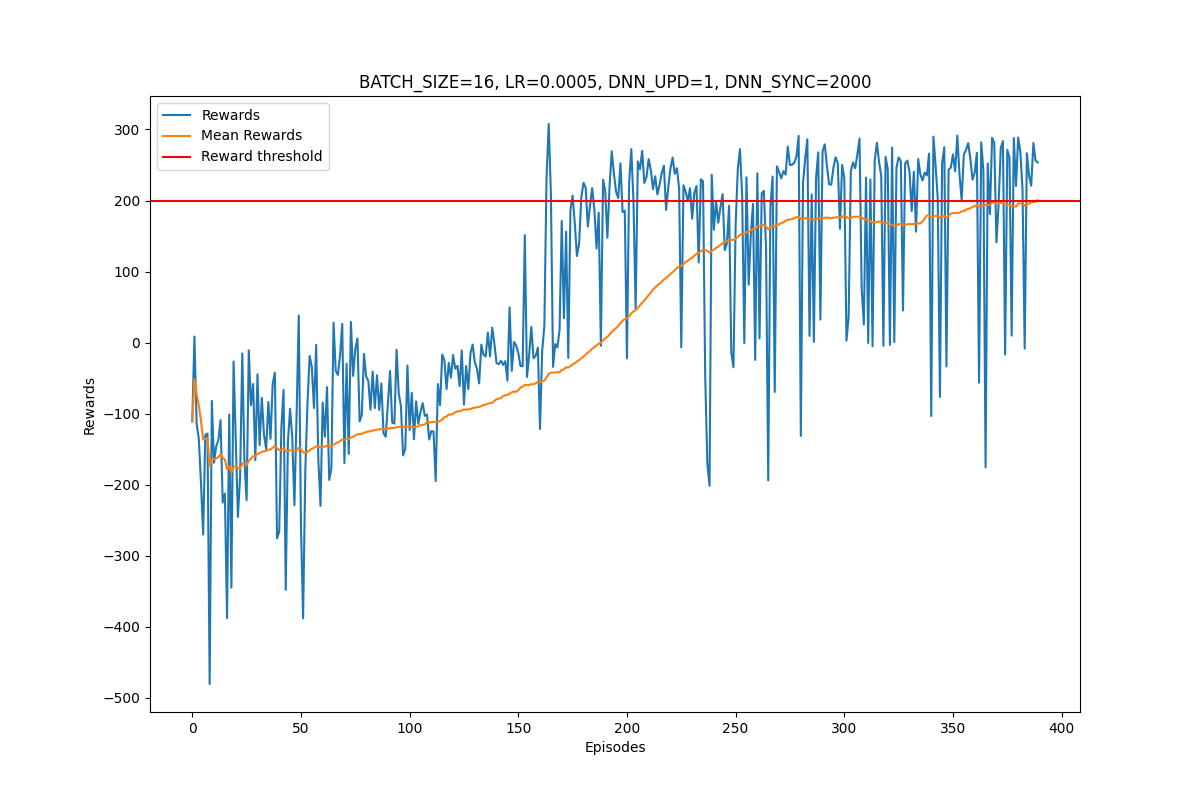 BATCH_SIZE=16, LR=0.0005, DNN_UPD=1, DNN_SYNC=2000
Rewards
Mean Rewards
Reward threshold
300
200
100
0
−100
−200
−300
−400
−500
Rewards
0 50 100 150 200 250 300 350 400
Episodes